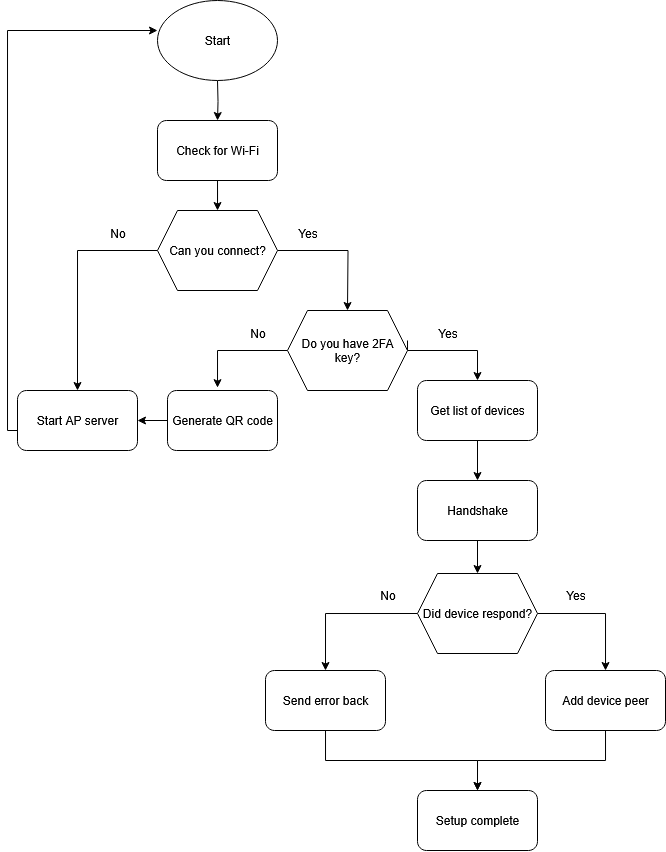 Start
Check for Wi-Fi
No
Can you connect?
Yes
No
Do you have 2FA
key?
Yes
Start AP server
Generate QR code
Get list of devices
Handshake
No
Did device respond?
Yes
Send error back
Add device peer
Setup complete